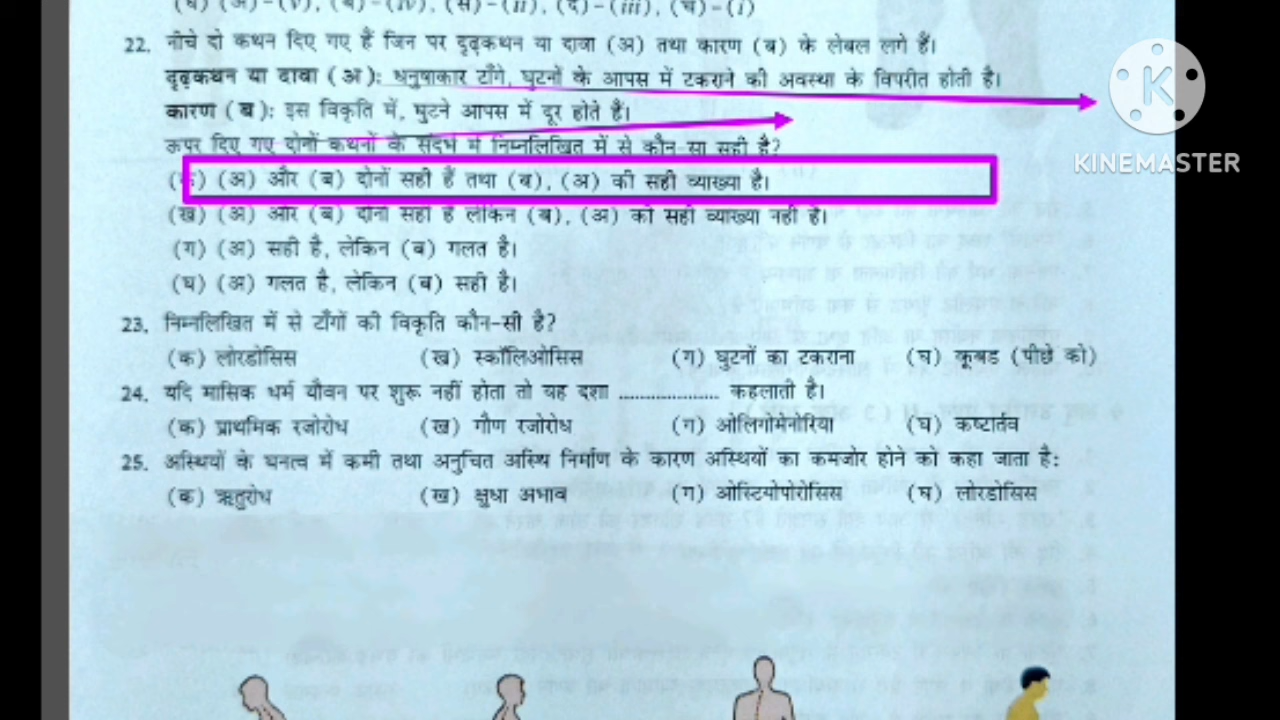 (घ) (अ)-(v), (ब)-(iv), (स)-(ii), (द)-(iii), (च)-(i)
22. नीचे दो कथन दिए गए हैं जिन पर दृढ़कथन या दावा (अ) तथा कारण (ब) के लेबल लगे हैं।
दृढ़कथन या दावा (अ): धनुषाकार टाँगे, घुटनों के आपस में टकराने की अवस्था के विपरीत होती है।
कारण (ब): इस विकृति में, घुटने आपस में दूर होते हैं।
ऊपर दिए गए दोनों कथनों के संदर्भ में निम्नलिखित में से कौन-सा सही है?
(क) (अ) और (ब) दोनों सही हैं तथा (ब), (अ) की सही व्याख्या है।
(ख) (अ) और (ब) दोनों सही हैं लेकिन (ब), (अ) की सही व्याख्या नहीं है।
(ग) (अ) सही है, लेकिन (ब) गलत है।
(घ) (अ) गलत है, लेकिन (ब) सही है।
23. निम्नलिखित में से टाँगों की विकृति कौन-सी है?
(क) लोरडोसिस (ख) स्कॉलिओसिस (ग) घुटनों का टकराना (घ) कूबड (पीछे को)
24. यदि मासिक धर्म यौवन पर शुरू नहीं होता तो यह दशा .................... कहलाती है।
(क) प्राथमिक रजोरोध (ख) गौण रजोरोध (ग) ओलिगोमेनोरिया (घ) कष्टार्तव
25. अस्थियों के घनत्व में कमी तथा अनुचित अस्थि निर्माण के कारण अस्थियों का कमजोर होने को कहा जाता है:
(क) ऋतुरोध (ख) क्षुधा अभाव (ग) ओस्टियोपोरोसिस (घ) लोरडोसिस
K
KINEMASTER